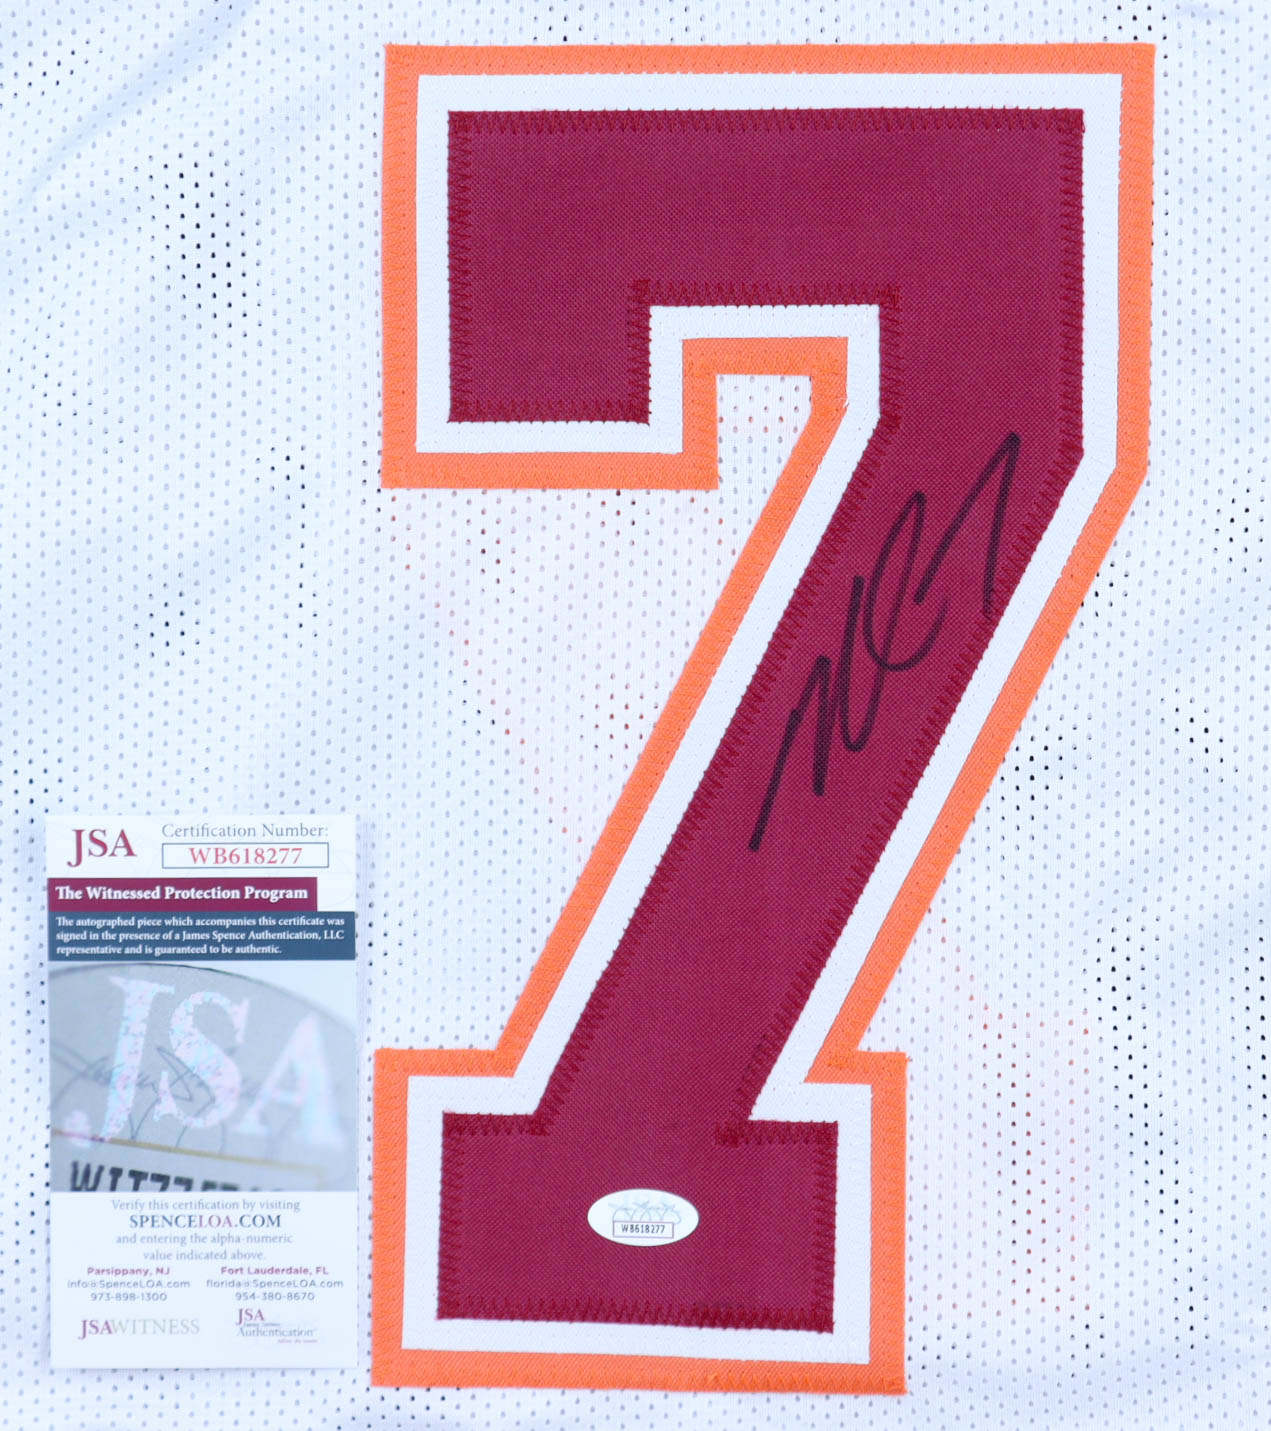 7
JSA
Certification Number:
WB618277
The Witnessed Protection Program
The autographed piece which accompanies this certificate was
signed in the presence of a James Spence Authentication, LLC
representative and is guaranteed to be authentic.
JSA
Verify this certification by visiting
SPENCELOA.COM
and entering the alpha-numeric
value indicated above.
Parsippany, NJ
info@SpenceLOA.com
973-898-1300
Fort Lauderdale, FL
florida@SpenceLOA.com
954-380-8670
JSAWITNESS
JSA
Authentication
WB618277